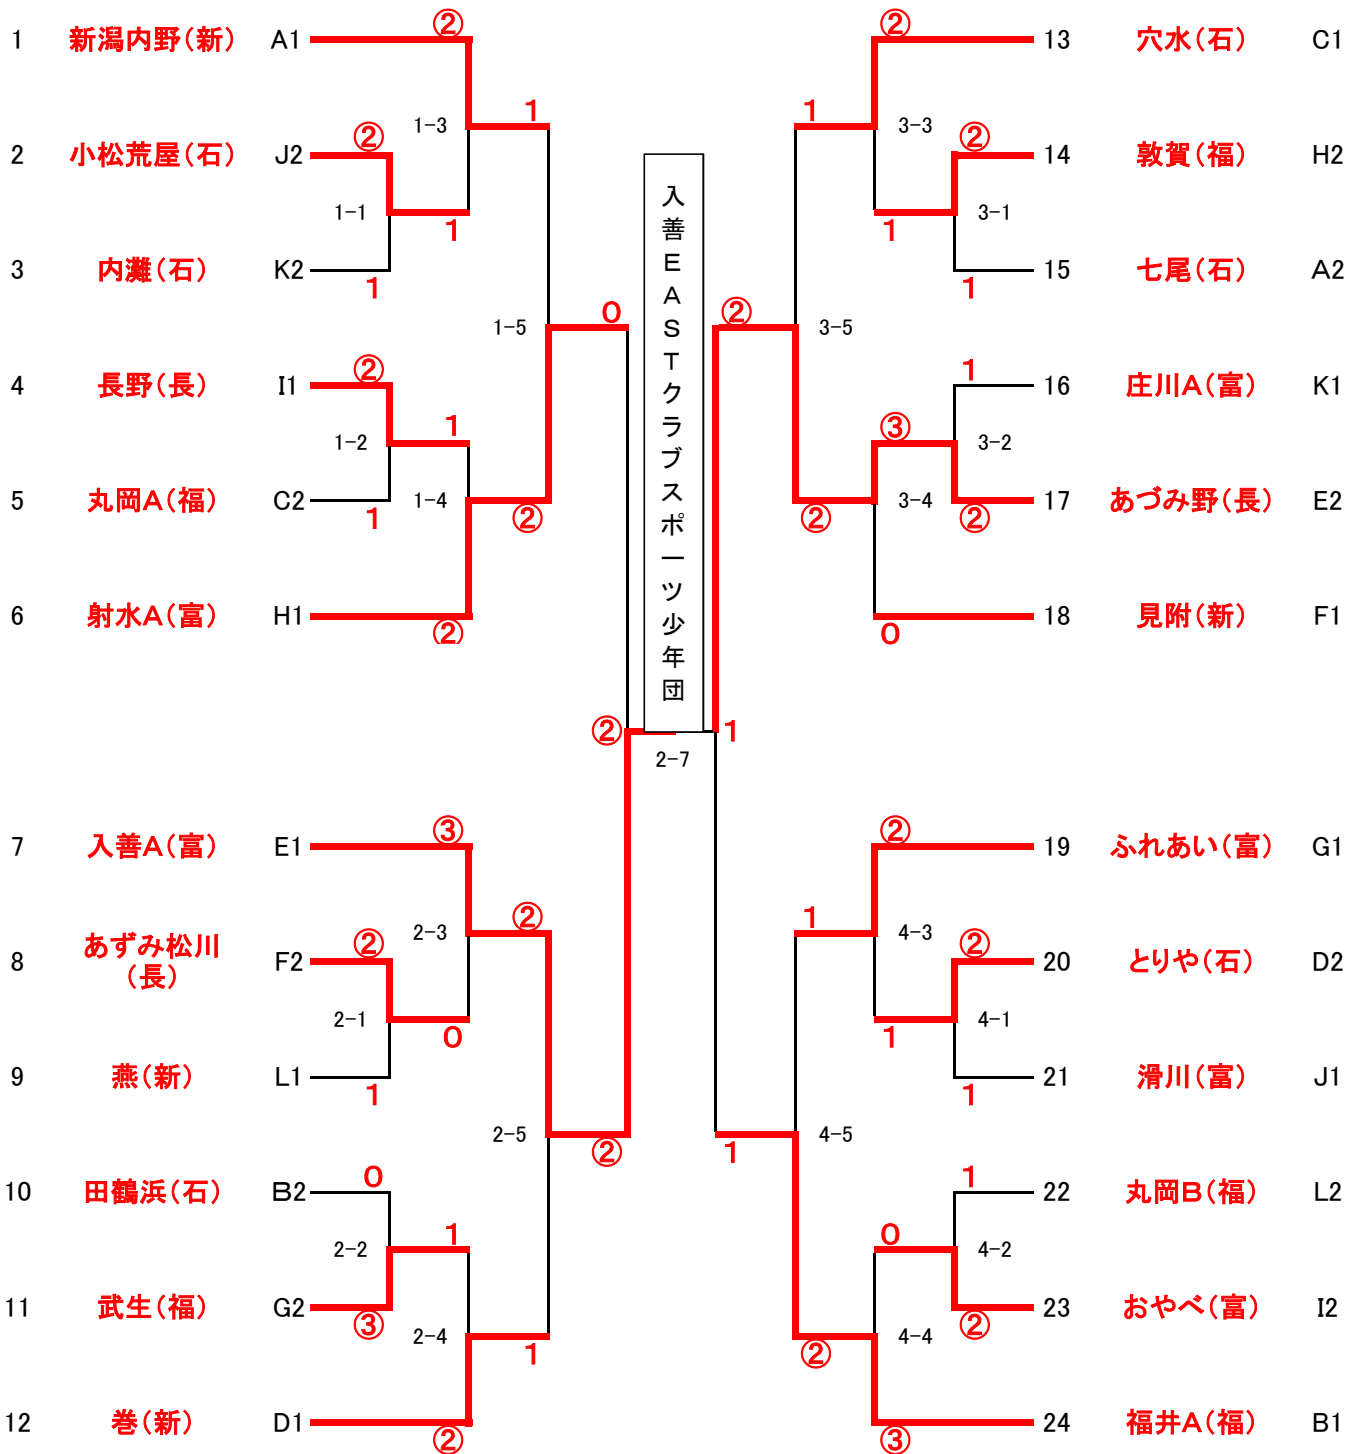 ② ②
1 新潟内野(新) A1 13 穴水(石) C1
1 1
1-3 3-3
② ②
2 小松荒屋(石) J2 14 敦賀(福) H2
1-1 3-1
1 1
3 内灘(石) K2 15 七尾(石) A2
1 1
0 ②
1-5 3-5
② 1
4 長野(長) I1 16 庄川A(富) K1
1 ③
1-2 3-2
5 丸岡A(福) C2 1-4 3-4 17 あづみ野(長) E2
1 ② ② ②
6 射水A(富) H1 18 見附(新) F1
② 0
入善EASTクラブスポーツ少年団
② 1
2-7
③ ②
7 入善A(富) E1 19 ふれあい(富) G1
② 1
2-3 4-3
② ②
8 あずみ松川
(長) F2 20 とりや(石) D2
2-1 4-1
0 1
9 燕(新) L1 21 滑川(富) J1
1 1
2-5 4-5
② 1
0 1
10 田鶴浜(石) B2 22 丸岡B(福) L2
1 0
2-2 4-2
11 武生(福) G2 23 おやべ(富) I2
③ ②
2-4 4-4
1 ②
12 巻(新) D1 24 福井A(福) B1
② ③